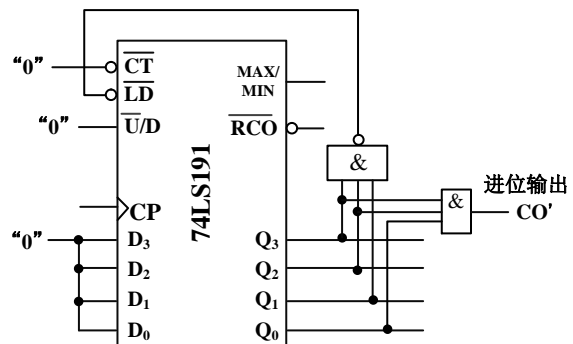 “0”
CT
LD
“0”
U/D
CP
“0”
D3
D2
D1
D0
74LS191
MAX/
MIN
RCO
Q3
Q2
Q1
Q0
&
&
进位输出
CO'